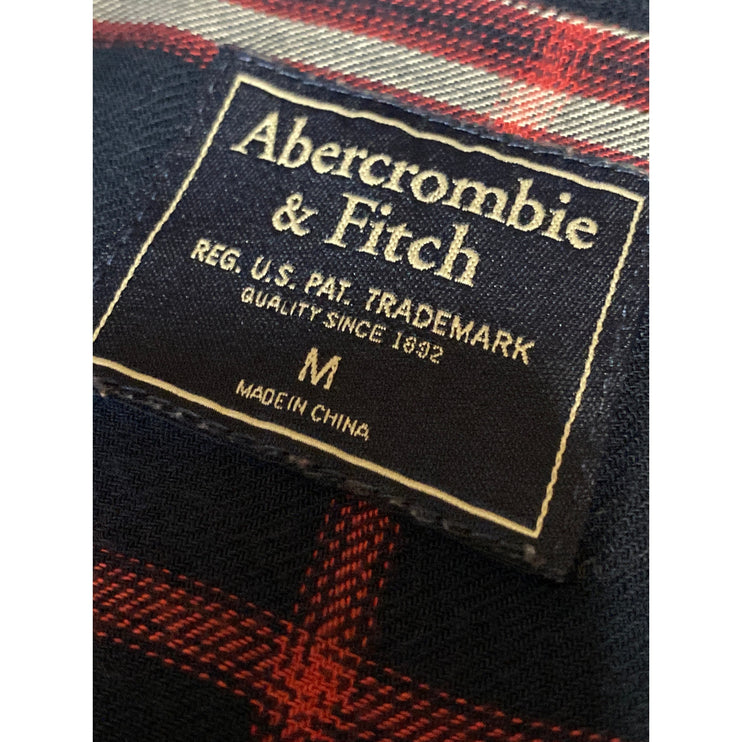 Abercrombie
& Fitch
REG. U.S. PAT. TRADEMARK
QUALITY SINCE 1892
M
MADE IN CHINA